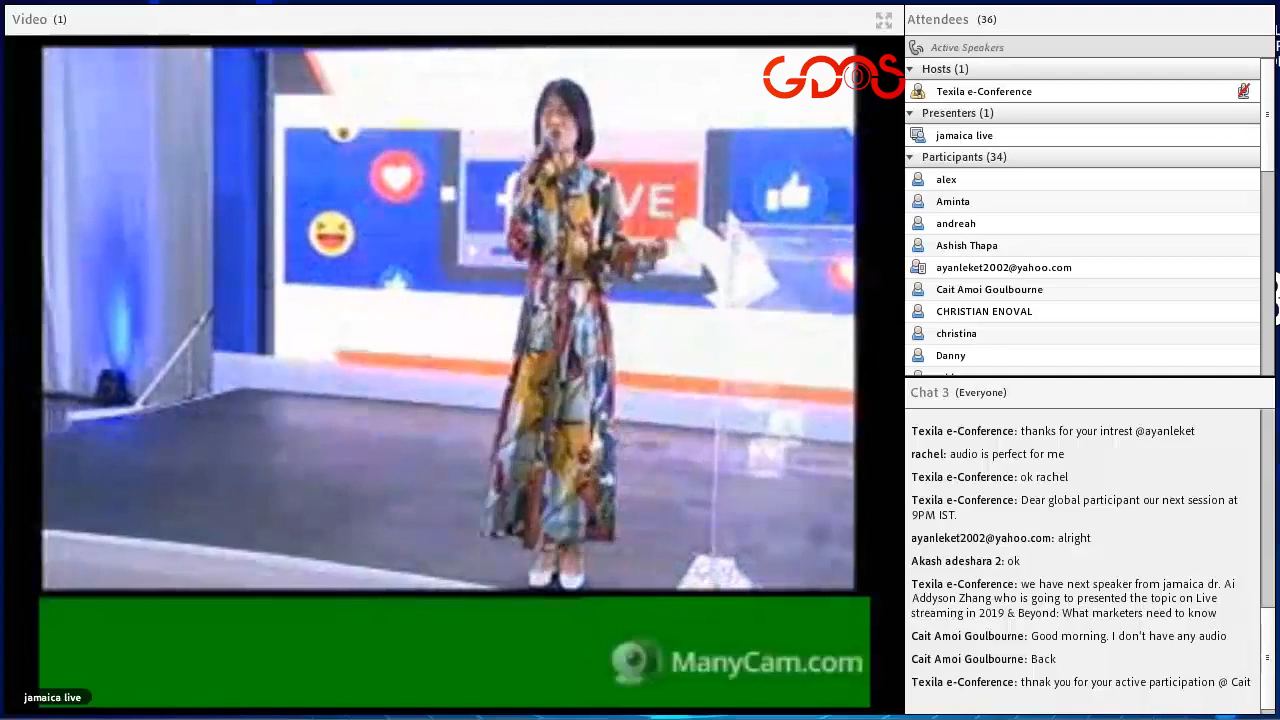 Video (1)
GDOS
VE
ManyCam.com
jamaica live
Attendees (36)
Active Speakers
Hosts (1)
Texila e-Conference
Presenters (1)
jamaica live
Participants (34)
alex
Aminta
andreah
Ashish Thapa
ayanleket2002@yahoo.com
Cait Amoi Goulbourne
CHRISTIAN ENOVAL
christina
Danny
Chat 3 (Everyone)
Texila e-Conference: thanks for your intrest @ayanleket
rachel: audio is perfect for me
Texila e-Conference: ok rachel
Texila e-Conference: Dear global participant our next session at
9PM IST.
ayanleket2002@yahoo.com: alright
Akash adeshara 2: ok
Texila e-Conference: we have next speaker from jamaica dr. Ai
Addyson Zhang who is going to presented the topic on Live
streaming in 2019 & Beyond: What marketers need to know
Cait Amoi Goulbourne: Good morning. I don't have any audio
Cait Amoi Goulbourne: Back
Texila e-Conference: thnak you for your active participation @ Cait